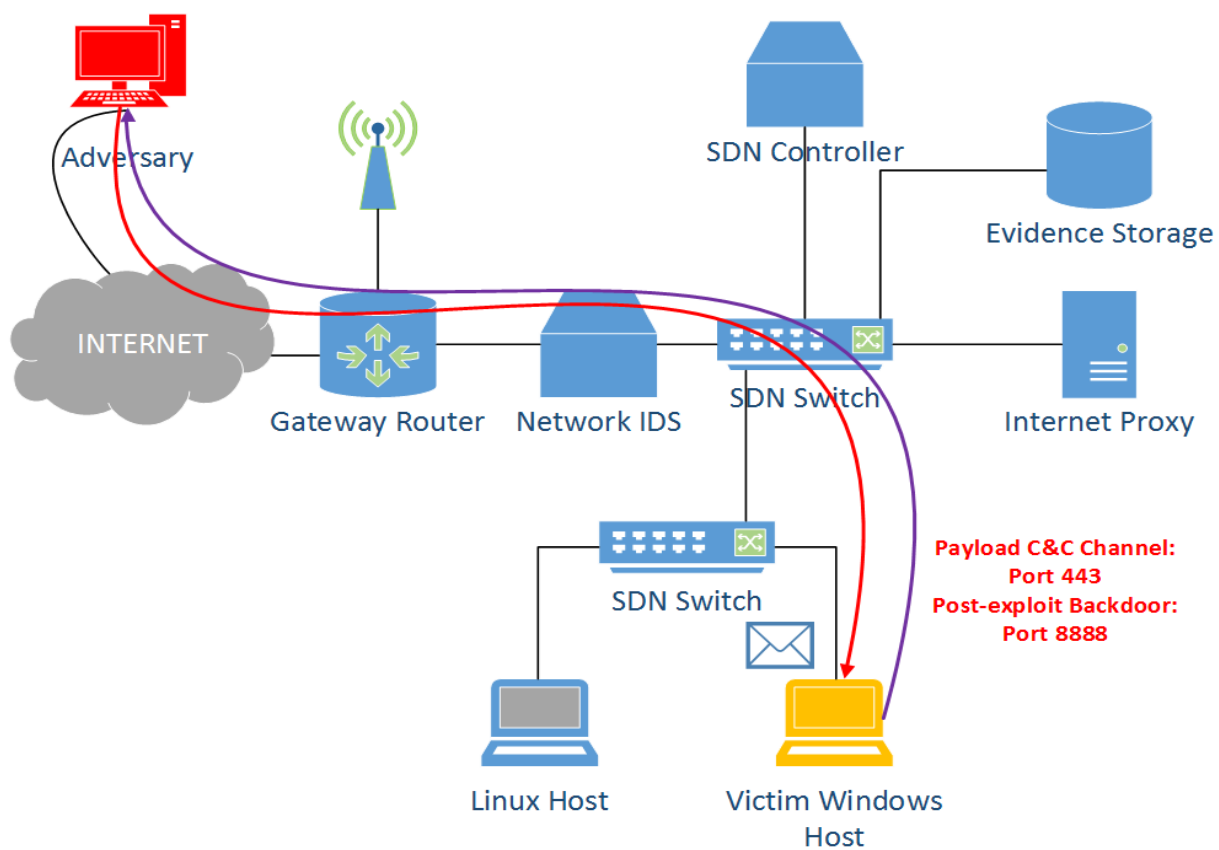 SDN Controller
Adversary
Evidence Storage
INTERNET
Gateway Router
Network IDS
SDN Switch
Internet Proxy
Payload C&C Channel:
Port 443
Post-exploit Backdoor:
Port 8888
SDN Switch
Linux Host
Victim Windows
Host